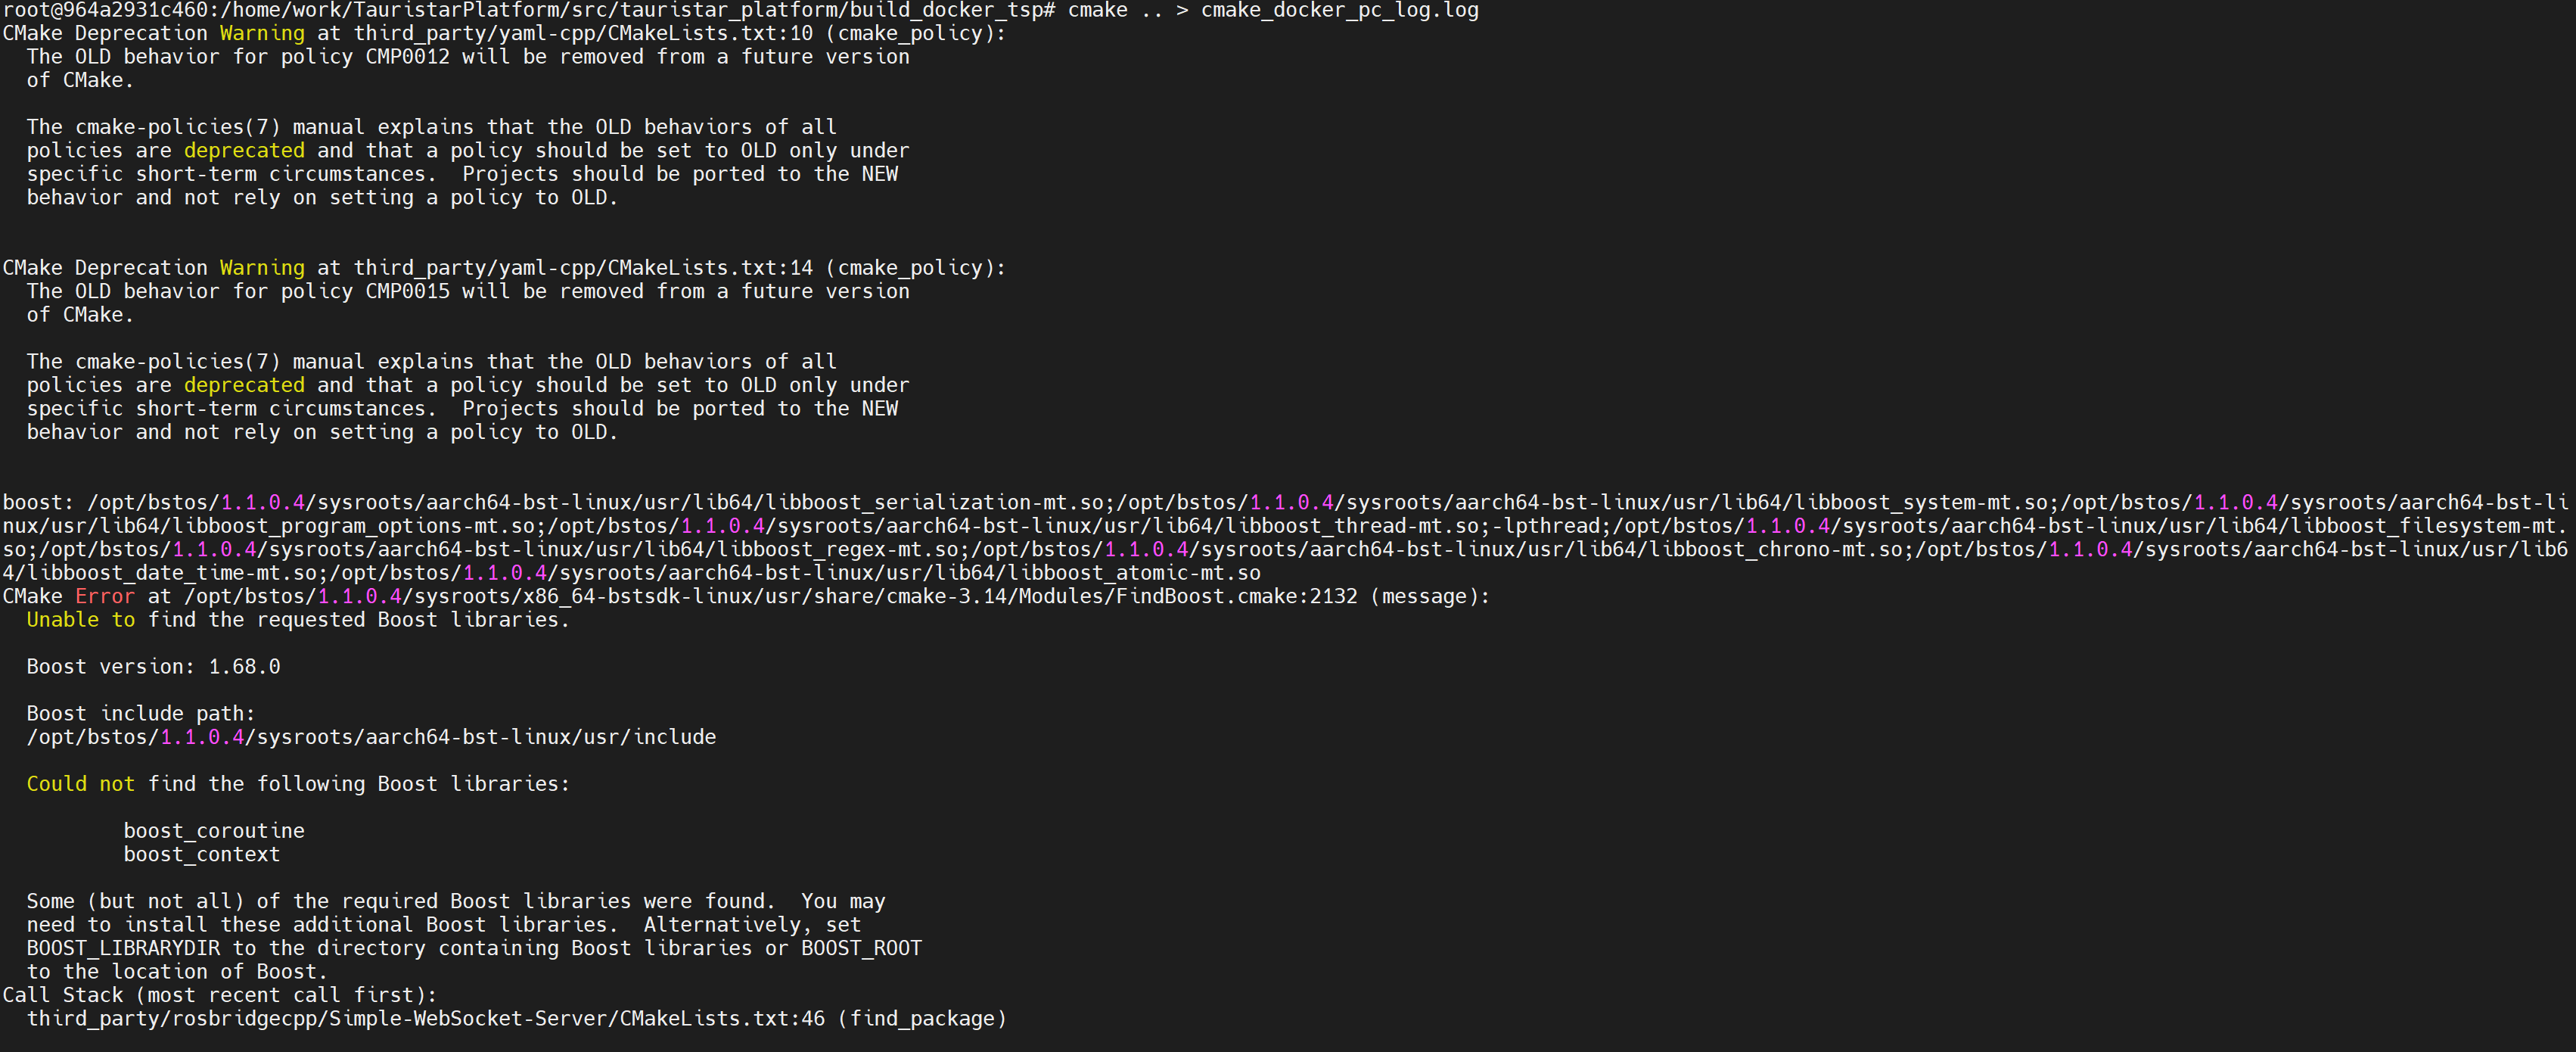 root@964a2931c460:/home/work/TauristarPlatform/src/tauristar_platform/build_docker_tsp# cmake .. > cmake_docker_pc_log.log
CMake Deprecation Warning at third_party/yaml-cpp/CMakeLists.txt:10 (cmake_policy):
  The OLD behavior for policy CMP0012 will be removed from a future version
  of CMake.

  The cmake-policies(7) manual explains that the OLD behaviors of all
  policies are deprecated and that a policy should be set to OLD only under
  specific short-term circumstances.  Projects should be ported to the NEW
  behavior and not rely on setting a policy to OLD.


CMake Deprecation Warning at third_party/yaml-cpp/CMakeLists.txt:14 (cmake_policy):
  The OLD behavior for policy CMP0015 will be removed from a future version
  of CMake.

  The cmake-policies(7) manual explains that the OLD behaviors of all
  policies are deprecated and that a policy should be set to OLD only under
  specific short-term circumstances.  Projects should be ported to the NEW
  behavior and not rely on setting a policy to OLD.


boost: /opt/bstos/1.1.0.4/sysroots/aarch64-bst-linux/usr/lib64/libboost_serialization-mt.so;/opt/bstos/1.1.0.4/sysroots/aarch64-bst-linux/usr/lib64/libboost_system-mt.so;/opt/bstos/1.1.0.4/sysroots/aarch64-bst-li
nux/usr/lib64/libboost_program_options-mt.so;/opt/bstos/1.1.0.4/sysroots/aarch64-bst-linux/usr/lib64/libboost_thread-mt.so;-lpthread;/opt/bstos/1.1.0.4/sysroots/aarch64-bst-linux/usr/lib64/libboost_filesystem-mt.
so;/opt/bstos/1.1.0.4/sysroots/aarch64-bst-linux/usr/lib64/libboost_regex-mt.so;/opt/bstos/1.1.0.4/sysroots/aarch64-bst-linux/usr/lib64/libboost_chrono-mt.so;/opt/bstos/1.1.0.4/sysroots/aarch64-bst-linux/usr/lib6
4/libboost_date_time-mt.so;/opt/bstos/1.1.0.4/sysroots/aarch64-bst-linux/usr/lib64/libboost_atomic-mt.so
CMake Error at /opt/bstos/1.1.0.4/sysroots/x86_64-bstsdk-linux/usr/share/cmake-3.14/Modules/FindBoost.cmake:2132 (message):
  Unable to find the requested Boost libraries.

  Boost version: 1.68.0

  Boost include path:
  /opt/bstos/1.1.0.4/sysroots/aarch64-bst-linux/usr/include

  Could not find the following Boost libraries:

          boost_coroutine
          boost_context

  Some (but not all) of the required Boost libraries were found.  You may
  need to install these additional Boost libraries.  Alternatively, set
  BOOST_LIBRARYDIR to the directory containing Boost libraries or BOOST_ROOT
  to the location of Boost.
Call Stack (most recent call first):
  third_party/rosbridgecpp/Simple-WebSocket-Server/CMakeLists.txt:46 (find_package)